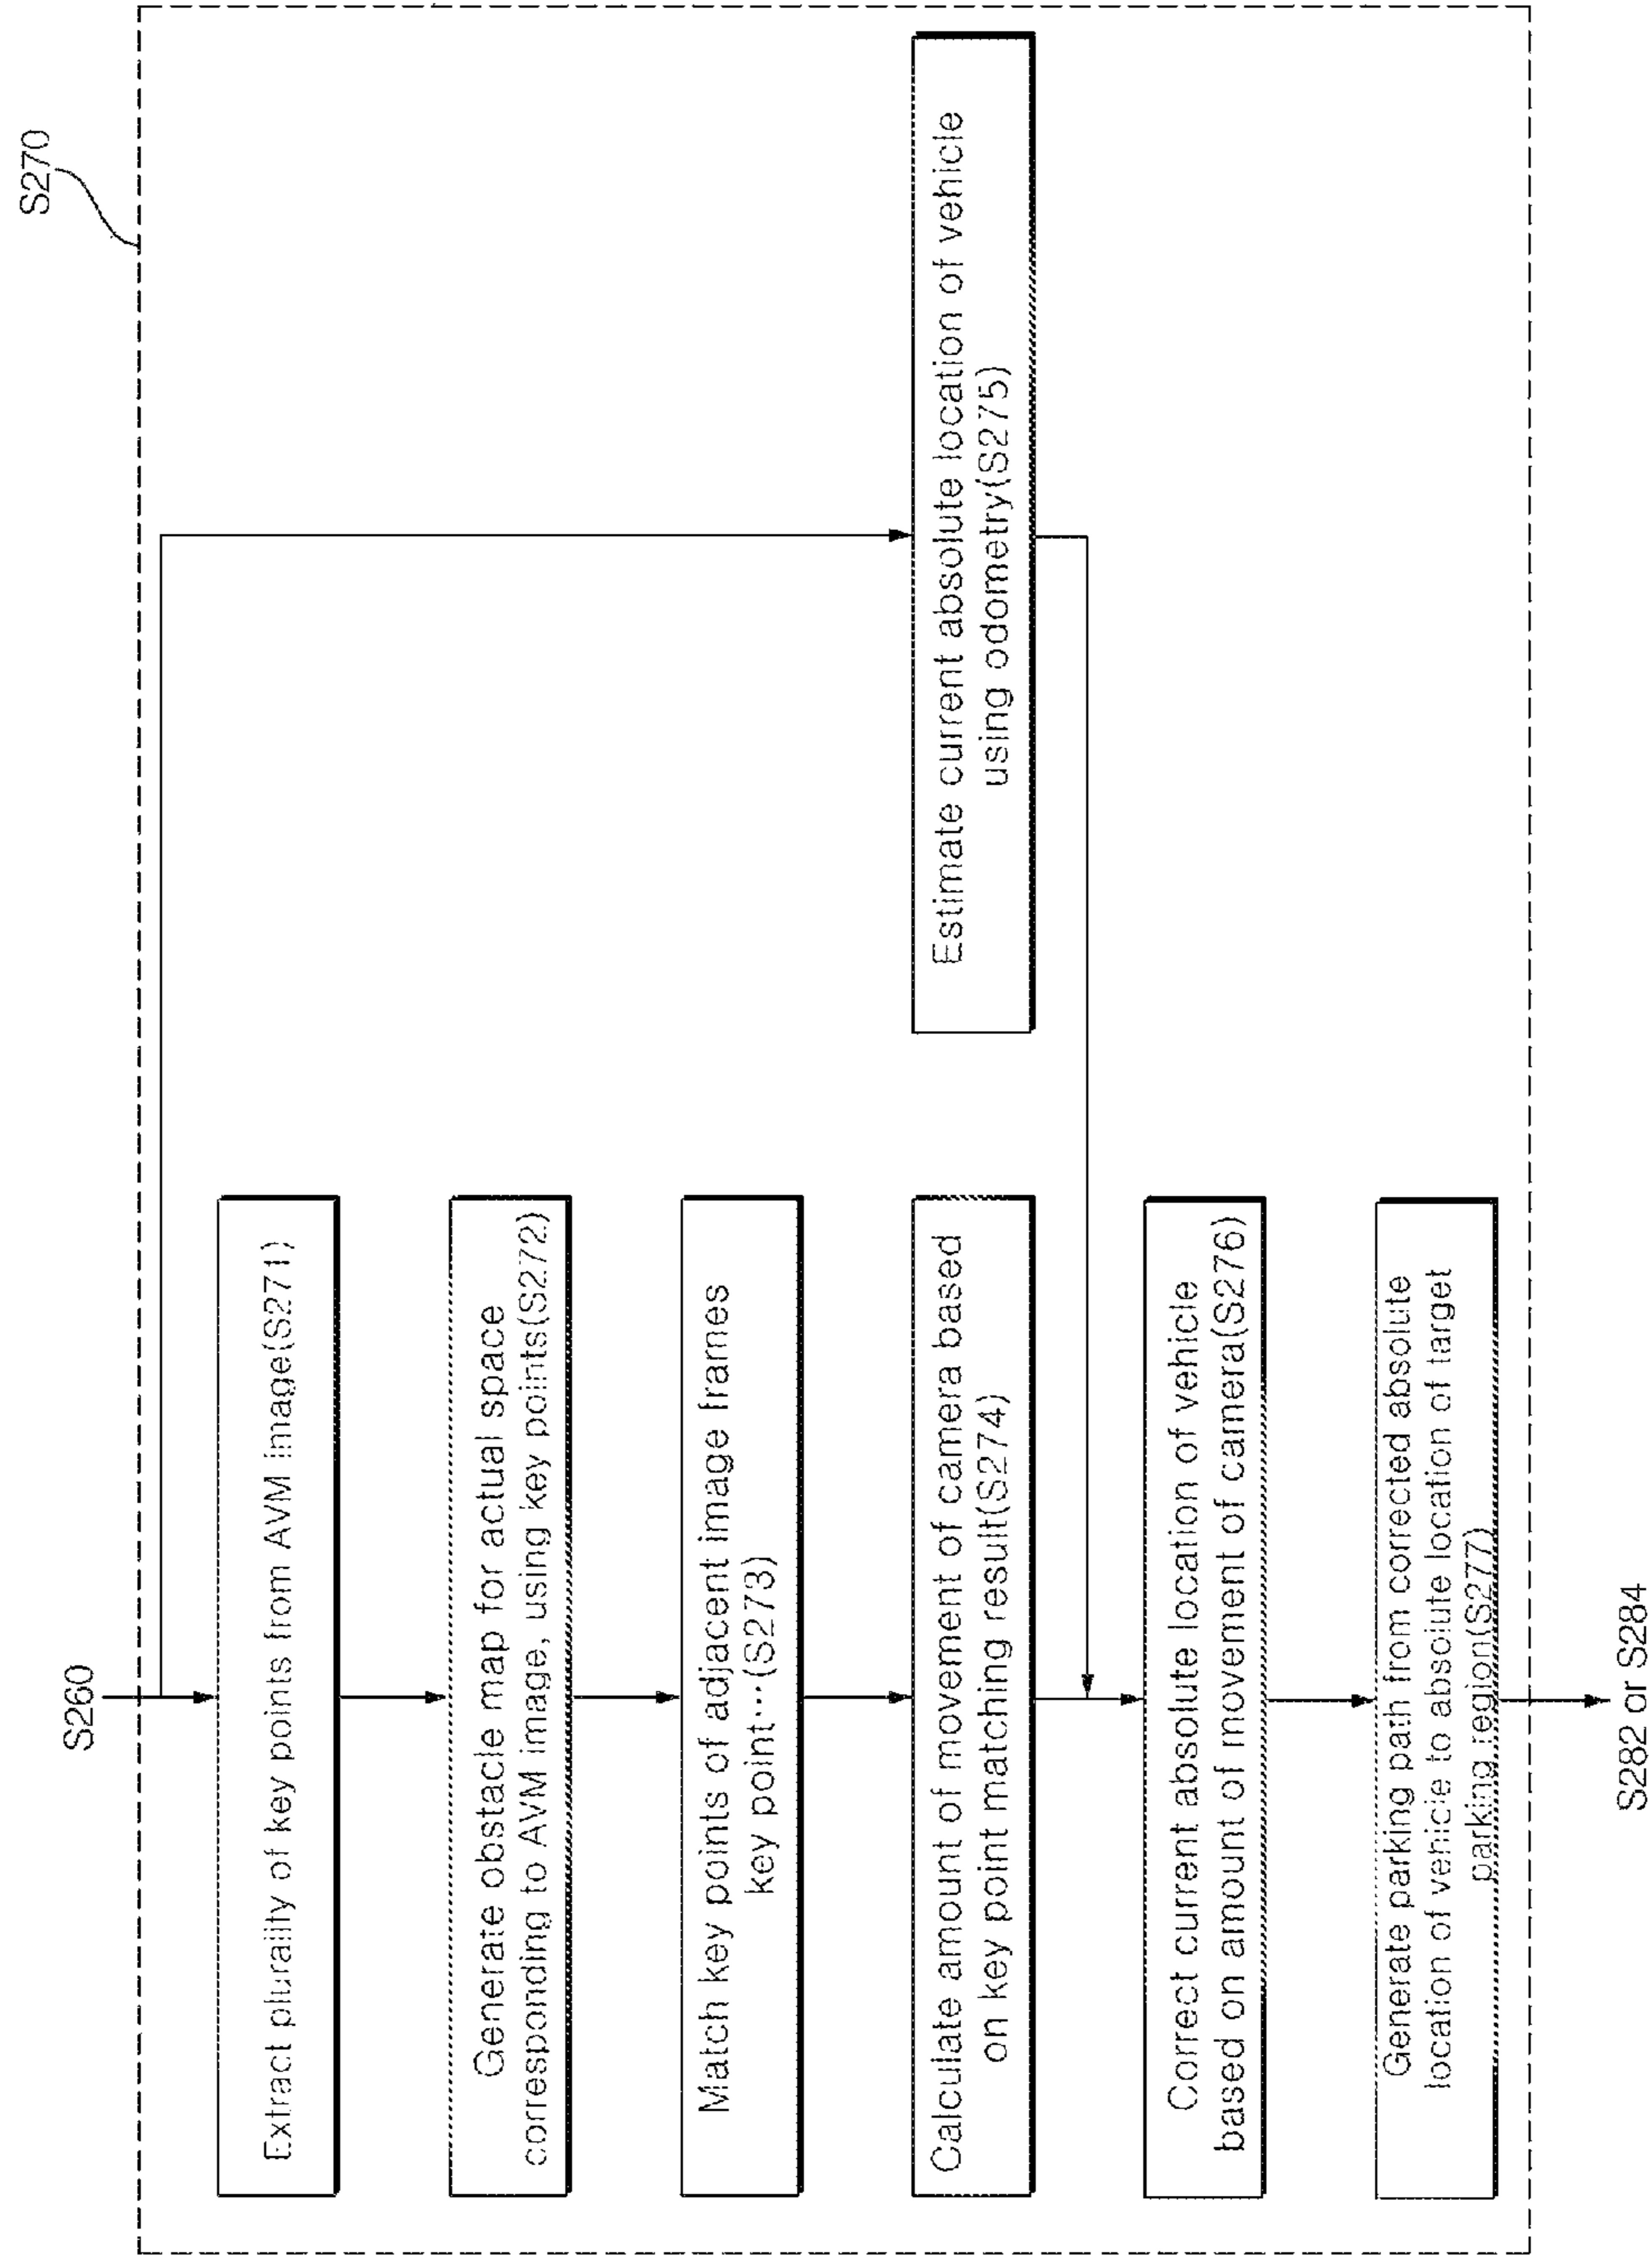 S270
S260
Extract plurality of key points from AVM image(S271)
Generate obstacle map for actual space
corresponding to AVM image, using key points(S272)
Match key points of adjacent image frames
key point⋯(S273)
Calculate amount of movement of camera based
on key point matching result(S274)
Estimate current absolute location of vehicle
using odometry(S275)
Correct current absolute location of vehicle
based on amount of movement of camera(S276)
Generate parking path from corrected absolute
location of vehicle to absolute location of target
parking region(S277)
S282 or S284